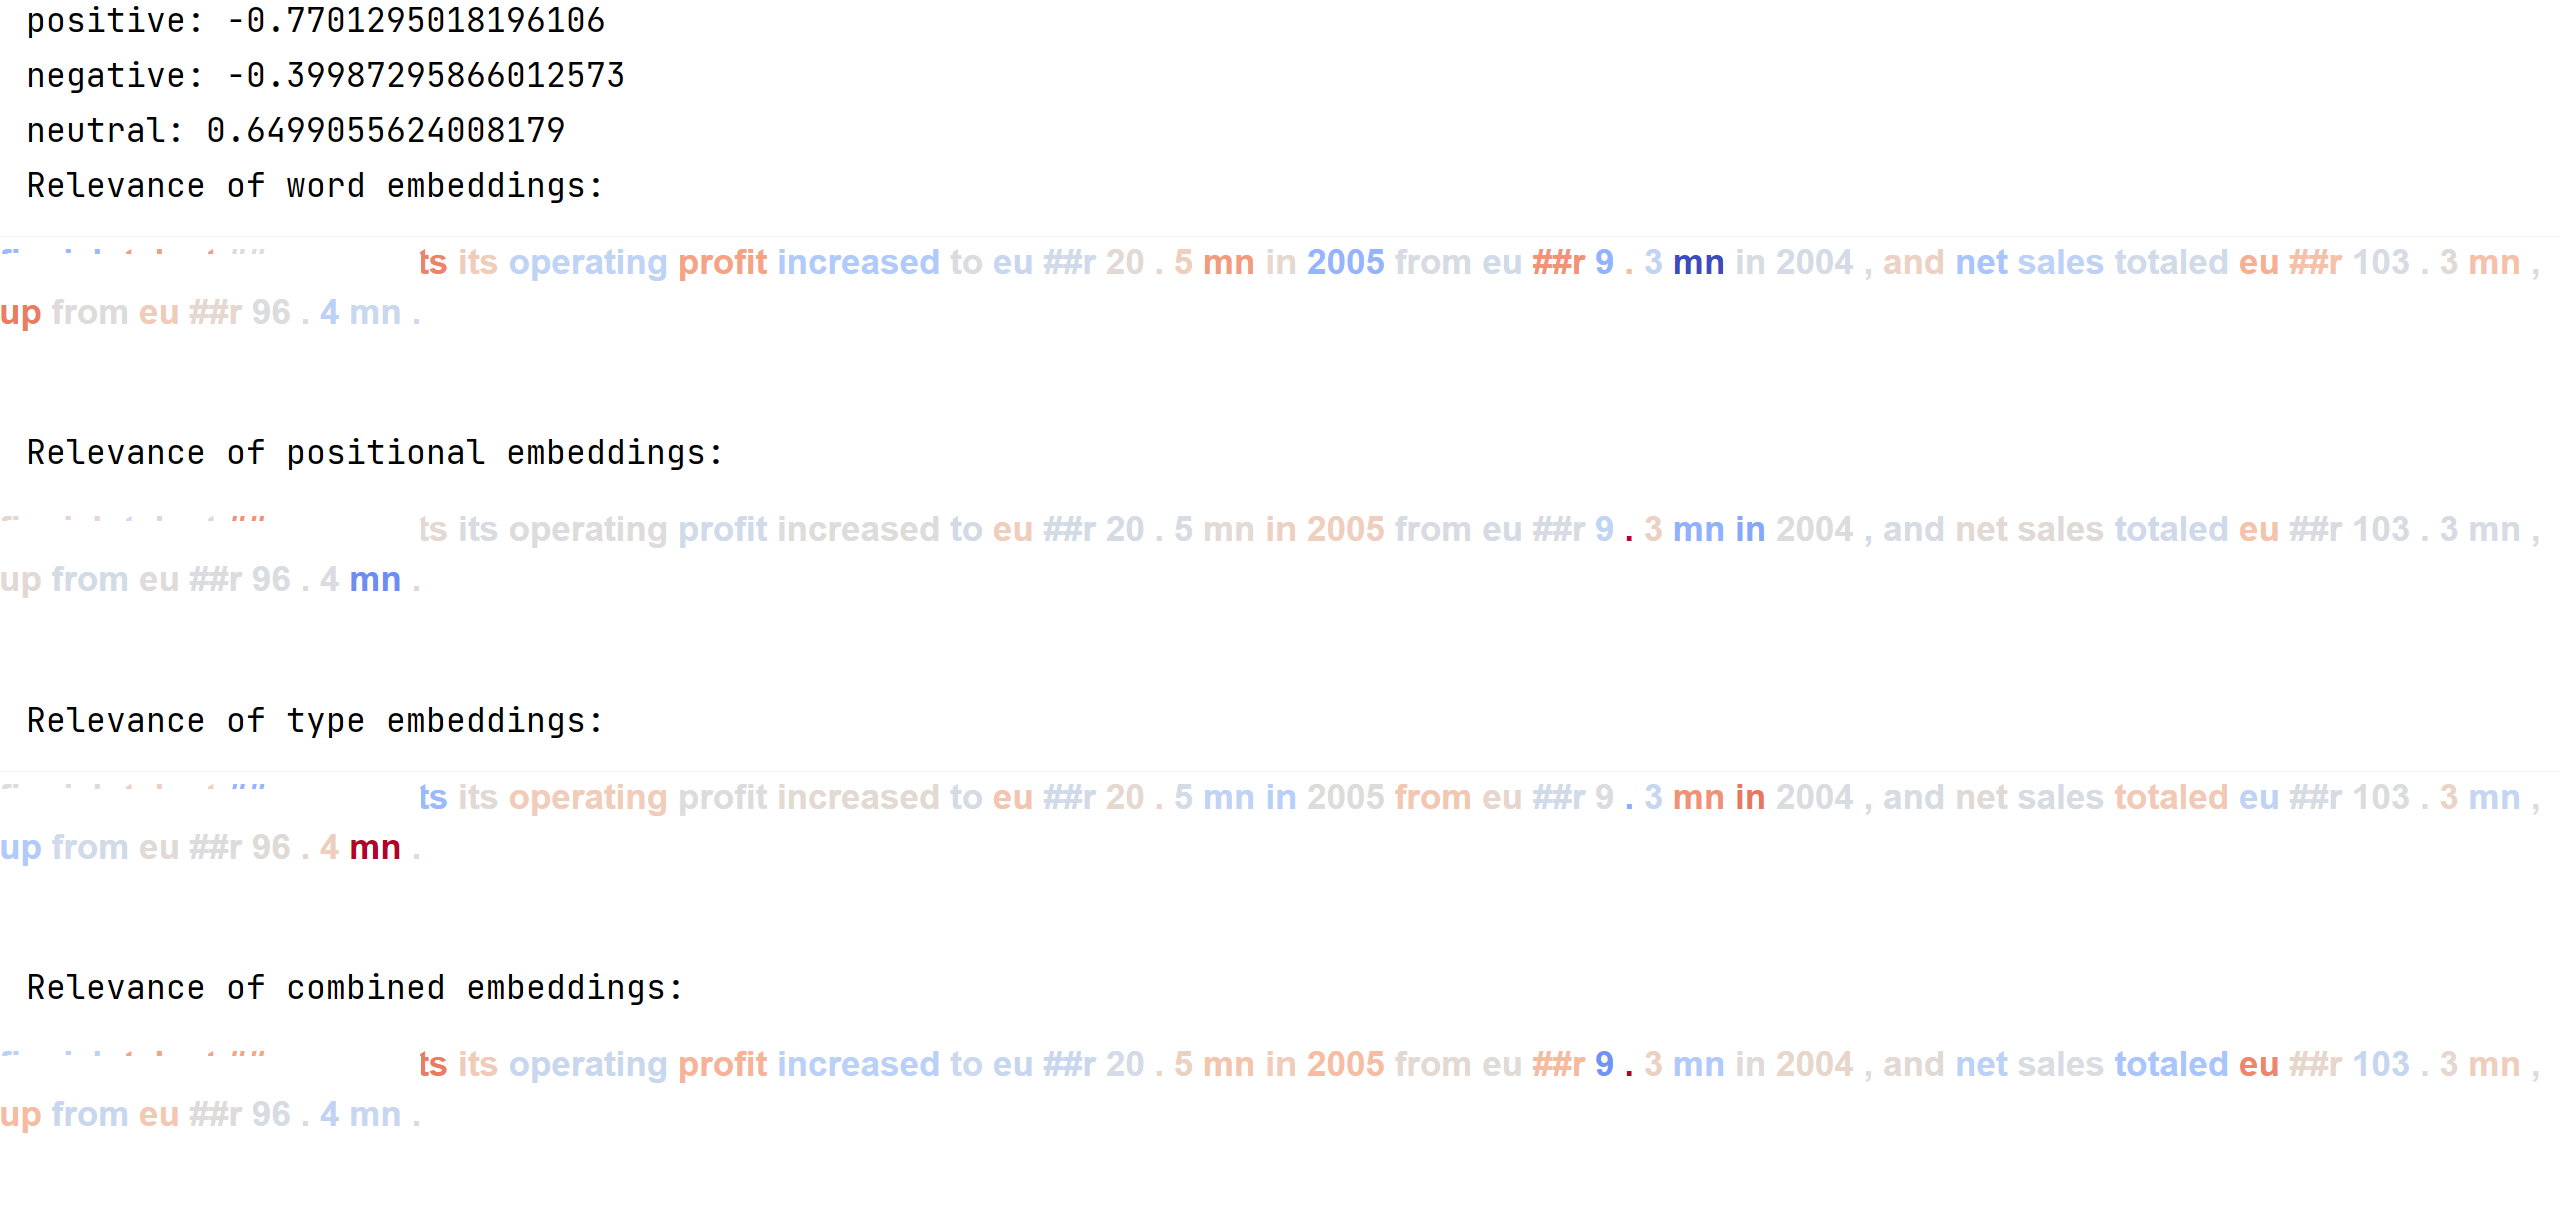 positive: -0.7701295018196106
negative: -0.39987295866012573
neutral: 0.6499055624008179
Relevance of word embeddings:
ts its operating profit increased to eu ##r 20 . 5 mn in 2005 from eu ##r 9 . 3 mn in 2004 , and net sales totaled eu ##r 103 . 3 mn ,
up from eu ##r 96 . 4 mn .
Relevance of positional embeddings:
ts its operating profit increased to eu ##r 20 . 5 mn in 2005 from eu ##r 9 . 3 mn in 2004 , and net sales totaled eu ##r 103 . 3 mn ,
up from eu ##r 96 . 4 mn .
Relevance of type embeddings:
ts its operating profit increased to eu ##r 20 . 5 mn in 2005 from eu ##r 9 . 3 mn in 2004 , and net sales totaled eu ##r 103 . 3 mn ,
up from eu ##r 96 . 4 mn .
Relevance of combined embeddings:
ts its operating profit increased to eu ##r 20 . 5 mn in 2005 from eu ##r 9 . 3 mn in 2004 , and net sales totaled eu ##r 103 . 3 mn ,
up from eu ##r 96 . 4 mn .